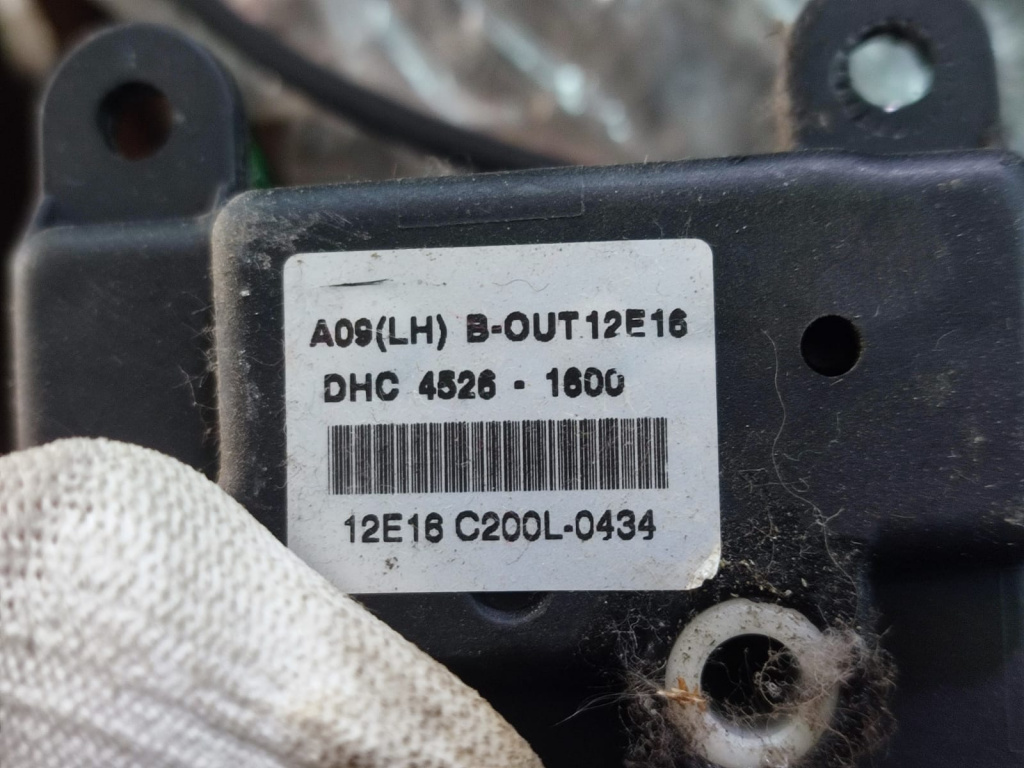 A09(LH) B-OUT 12E16
DHC 4526 - 1600
12E16 C200L-0434